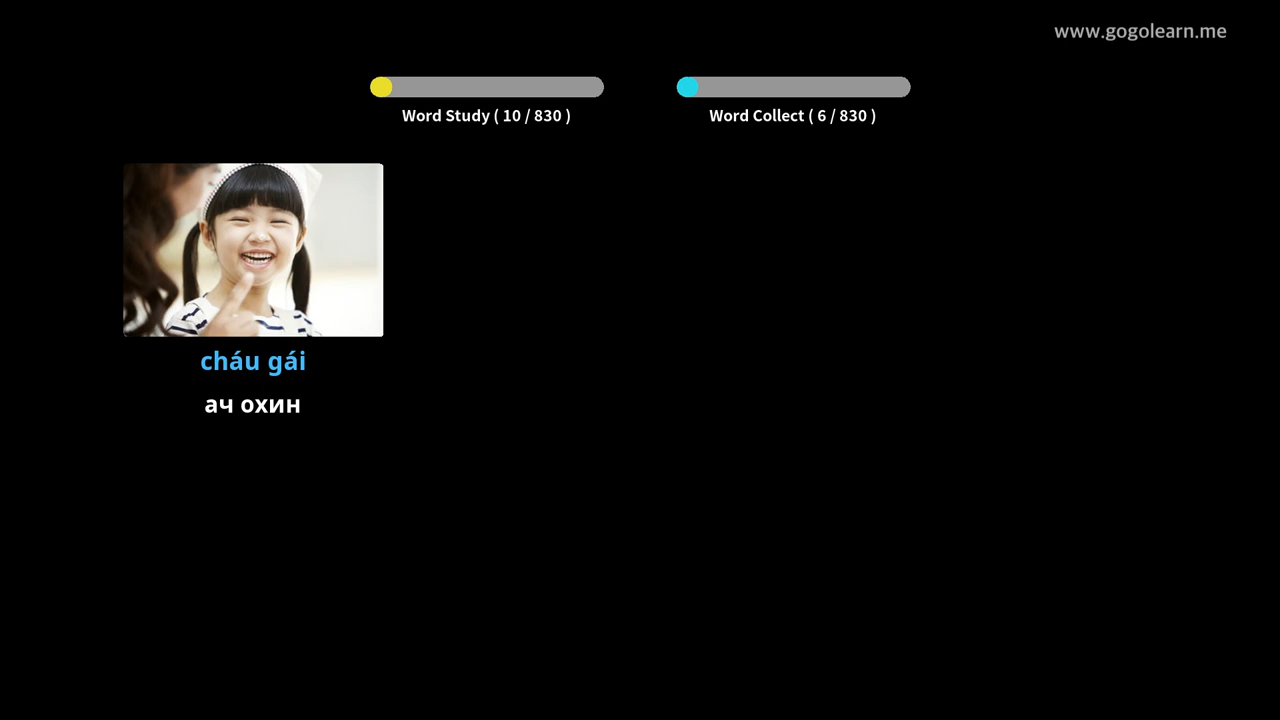 www.gogolearn.me
Word Study ( 10 / 830 )
Word Collect ( 6 / 830 )
cháu gái
ач охин